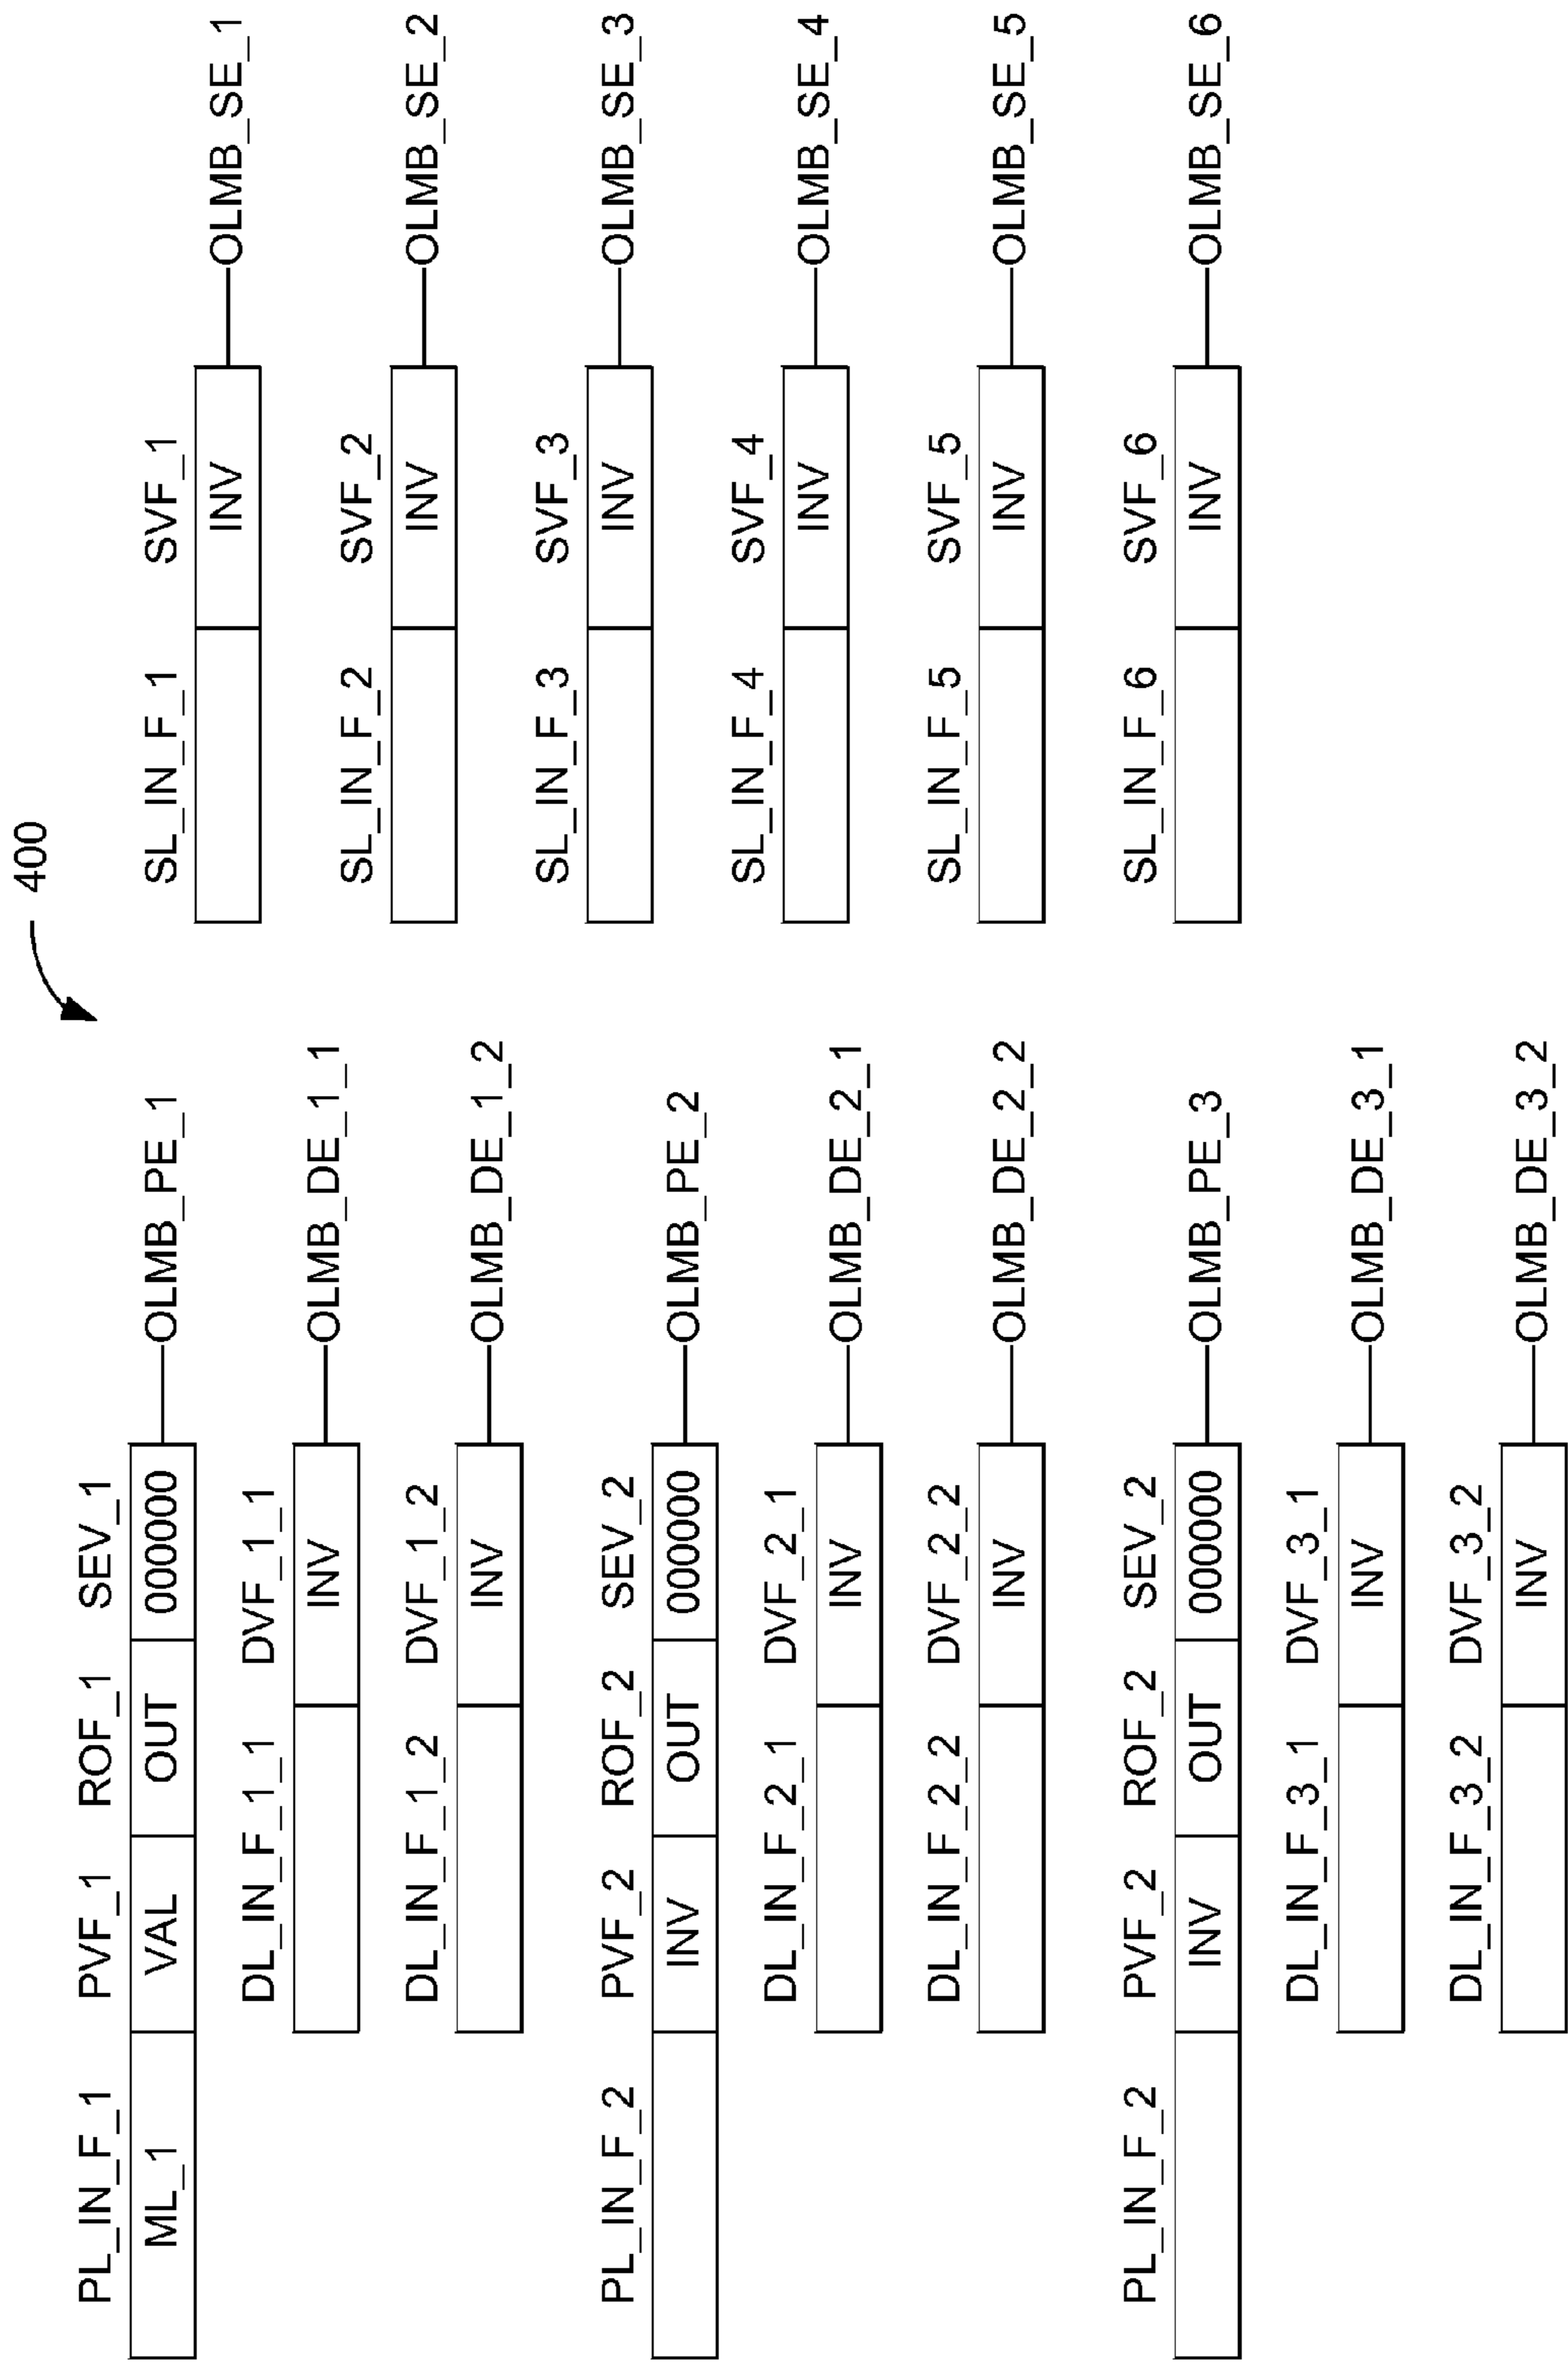 400
PL_IN_F_1 PVF_1 ROF_1 SEV_1
ML_1 VAL OUT 000000 OLMB_PE_1
DL_IN_F_1_1 DVF_1_1
INV OLMB_DE_1_1
DL_IN_F_1_2 DVF_1_2
INV OLMB_DE_1_2
PL_IN_F_2 PVF_2 ROF_2 SEV_2
INV OUT 000000 OLMB_PE_2
DL_IN_F_2_1 DVF_2_1
INV OLMB_DE_2_1
DL_IN_F_2_2 DVF_2_2
INV OLMB_DE_2_2
PL_IN_F_2 PVF_2 ROF_2 SEV_2
INV OUT 000000 OLMB_PE_3
DL_IN_F_3_1 DVF_3_1
INV OLMB_DE_3_1
DL_IN_F_3_2 DVF_3_2
INV OLMB_DE_3_2
SL_IN_F_1 SVF_1
INV OLMB_SE_1
SL_IN_F_2 SVF_2
INV OLMB_SE_2
SL_IN_F_3 SVF_3
INV OLMB_SE_3
SL_IN_F_4 SVF_4
INV OLMB_SE_4
SL_IN_F_5 SVF_5
INV OLMB_SE_5
SL_IN_F_6 SVF_6
INV OLMB_SE_6